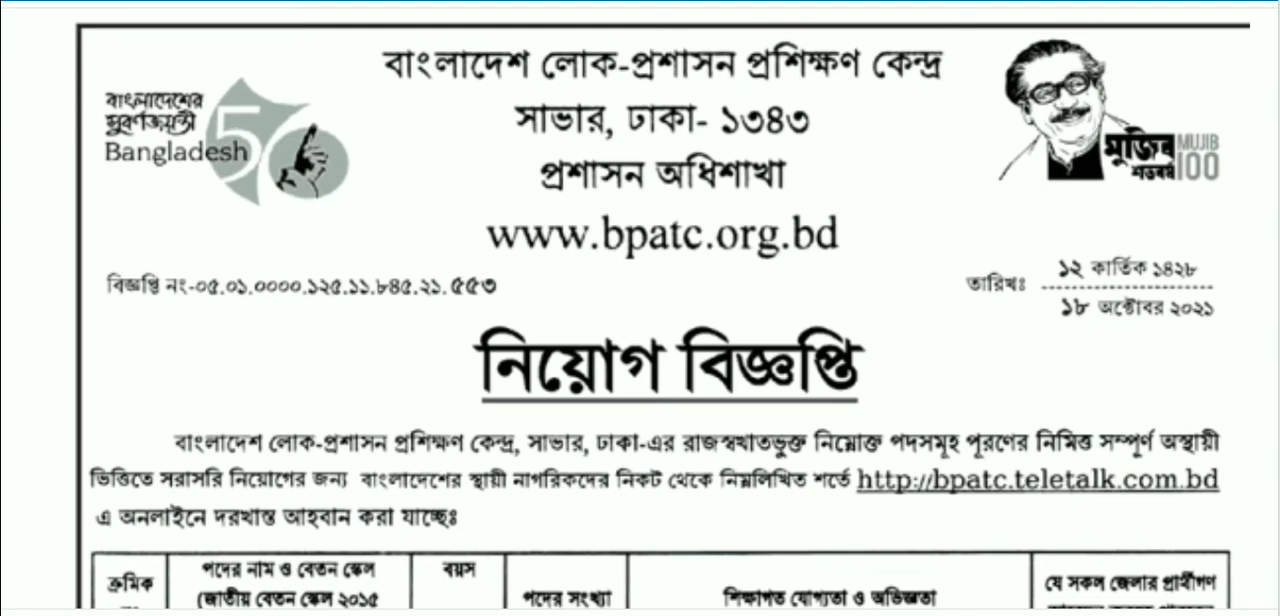 বাংলাদেশ লোক-প্রশাসন প্রশিক্ষণ কেন্দ্র
সাভার, ঢাকা- ১৩৪৩
প্রশাসন অধিশাখা
www.bpatc.org.bd
বাংলাদেশের
সুবর্ণজয়ন্তী
Bangladesh
50
মুজিব
শতবর্ষ
MUJIB
100
বিজ্ঞপ্তি নং-০৫.০১.০০০০.১২৫.১১.৮৪৫.২১.৫৫৩
তারিখঃ
১২ কার্তিক ১৪২৮
১৮ অক্টোবর ২০২১
নিয়োগ বিজ্ঞপ্তি
বাংলাদেশ লোক-প্রশাসন প্রশিক্ষণ কেন্দ্র, সাভার, ঢাকা-এর রাজস্বখাতভুক্ত নিম্নোক্ত পদসমূহ পূরণের নিমিত্ত সম্পূর্ণ অস্থায়ী
ভিত্তিতে সরাসরি নিয়োগের জন্য বাংলাদেশের স্থায়ী নাগরিকদের নিকট থেকে নিম্নলিখিত শর্তে http://bpatc.teletalk.com.bd
এ অনলাইনে দরখাস্ত আহবান করা যাচ্ছেঃ
ক্রমিক
পদের নাম ও বেতন স্কেল
(জাতীয় বেতন স্কেল ২০১৫
বয়স
পদের সংখ্যা
শিক্ষাগত যোগ্যতা ও অভিজ্ঞতা
যে সকল জেলার প্রার্থীগণ